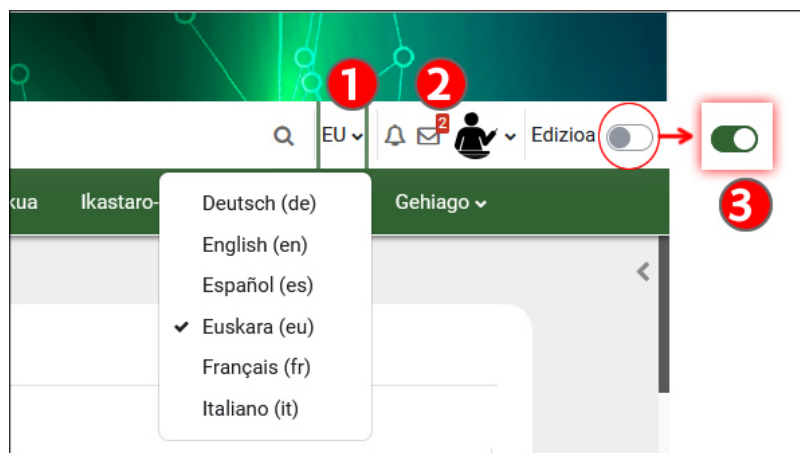 1 2
EU 2 Edizioa
3
kua Ikastaro- Gehiago
Deutsch (de)
English (en)
Español (es)
Euskara (eu)
Français (fr)
Italiano (it)